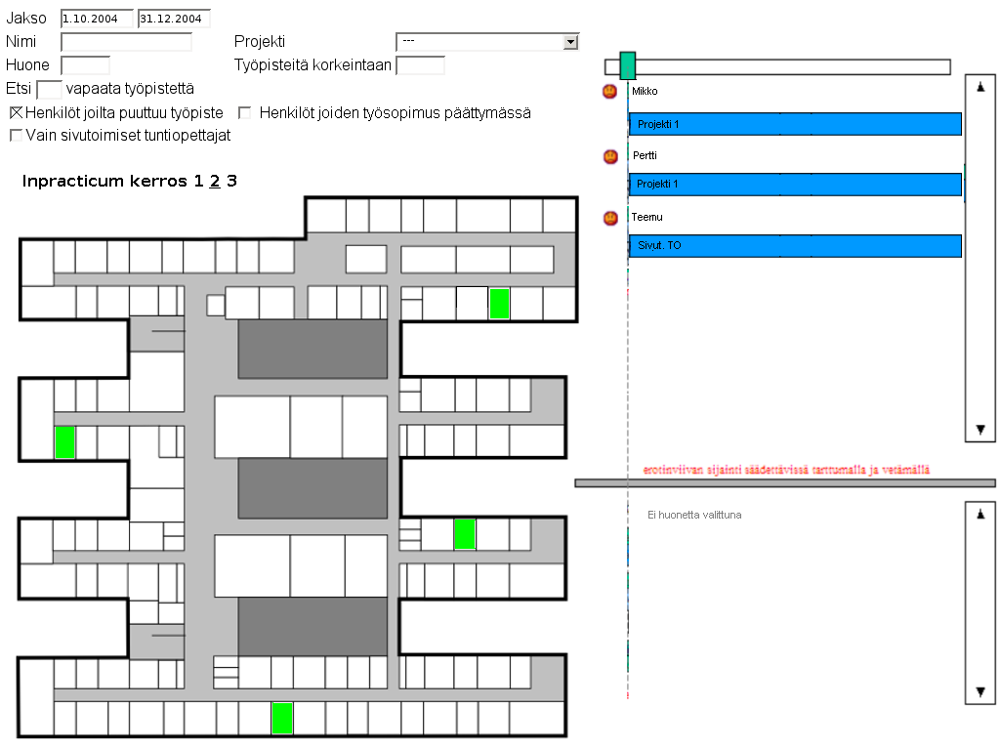 Jakso 1.10.2004 31.12.2004
Nimi Projekti ---
Huone Työpisteitä korkeintaan
Etsi vapaata työpistettä
Henkilöt joilta puuttuu työpiste Henkilöt joiden työsopimus päättymässä
Vain sivutoimiset tuntiopettajat
Inpracticum kerros 1 2 3
Mikko
Projekti 1
Pertti
Projekti 1
Teemu
Sivut. TO
erotinviivan sijainti säädettävissä tarttumalla ja vetämällä
Ei huonetta valittuna